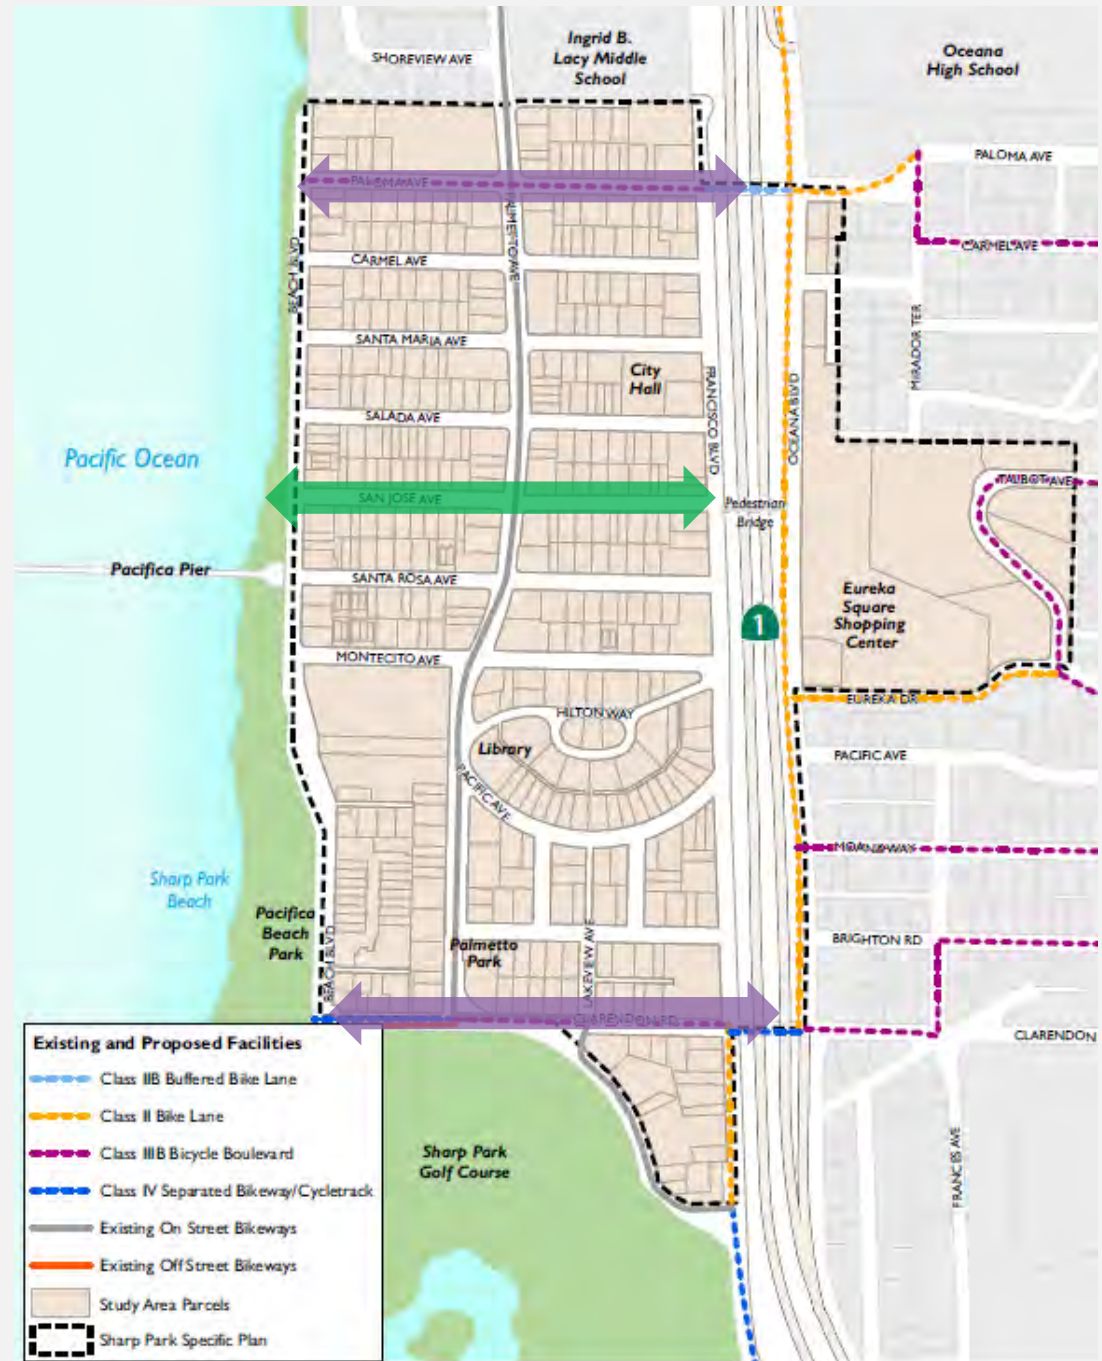 SHOREVIEW AVE
Ingrid B.
Lacy Middle
School
Oceana
High School
PALOMA AVE
PALOMA AVE
PALMETTO AVE
CARMEL AVE
BEACH BLVD
CARMEL AVE
SANTA MARIA AVE
MIRADOR TER
City
Hall
FRANCISCO BLVD
OCEANA BLVD
SALADA AVE
Pacific Ocean
TALBOT AVE
SAN JOSE AVE
Pedestrian
Bridge
Pacifica Pier
SANTA ROSA AVE
Eureka
Square
Shopping
Center
1
MONTECITO AVE
EUREKA DR
HILTON WAY
Library
PACIFIC AVE
PACIFIC AVE
MOANA WAY
Sharp Park
Beach
Pacifica
Beach
Park
BEACH BLVD
Palmetto
Park
LAKEVIEW AVE
BRIGHTON RD
CLARENDON RD
CLARENDON
Existing and Proposed Facilities
Class IIB Buffered Bike Lane
Class II Bike Lane
Class IIIB Bicycle Boulevard
Class IV Separated Bikeway/Cycletrack
Existing On Street Bikeways
Existing Off Street Bikeways
Study Area Parcels
Sharp Park Specific Plan
Sharp Park
Golf Course
FRANCES AVE